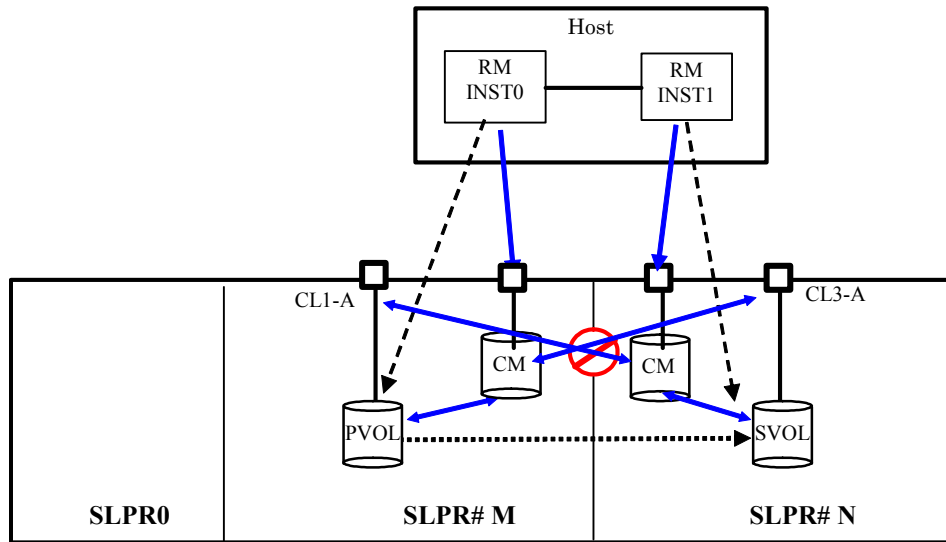 Host
RM
INST0
RM
INST1
CL1-A
CL3-A
CM
CM
PVOL
SVOL
SLPR0
SLPR# M
SLPR# N